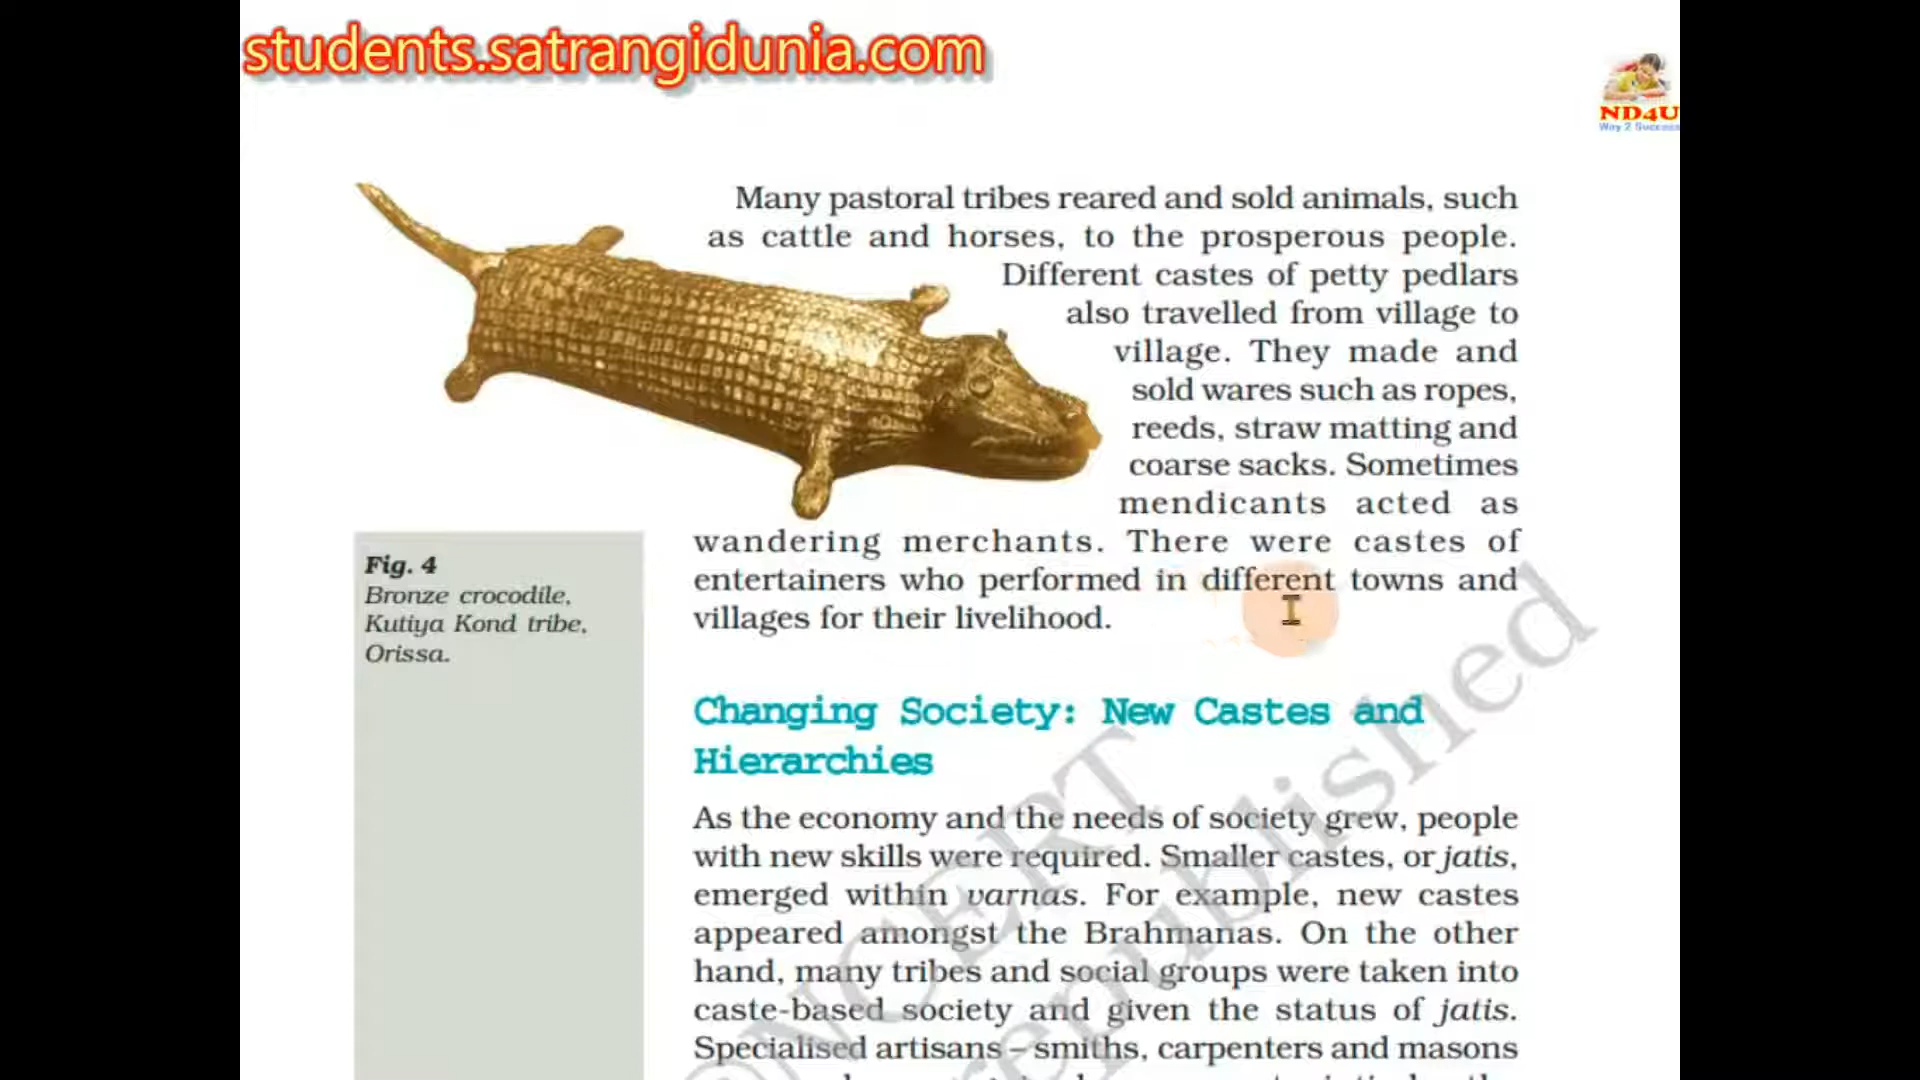 students.satrangidunia.com
ND4U
Way 2 Success
Many pastoral tribes reared and sold animals, such
as cattle and horses, to the prosperous people.
Different castes of petty pedlars
also travelled from village to
village. They made and
sold wares such as ropes,
reeds, straw matting and
coarse sacks. Sometimes
mendicants acted as
wandering merchants. There were castes of
entertainers who performed in different towns and
villages for their livelihood.
Fig. 4
Bronze crocodile,
Kutiya Kond tribe,
Orissa.
Changing Society: New Castes and
Hierarchies
As the economy and the needs of society grew, people
with new skills were required. Smaller castes, or jatis,
emerged within varnas. For example, new castes
appeared amongst the Brahmanas. On the other
hand, many tribes and social groups were taken into
caste-based society and given the status of jatis.
Specialised artisans – smiths, carpenters and masons
NCERT
republished